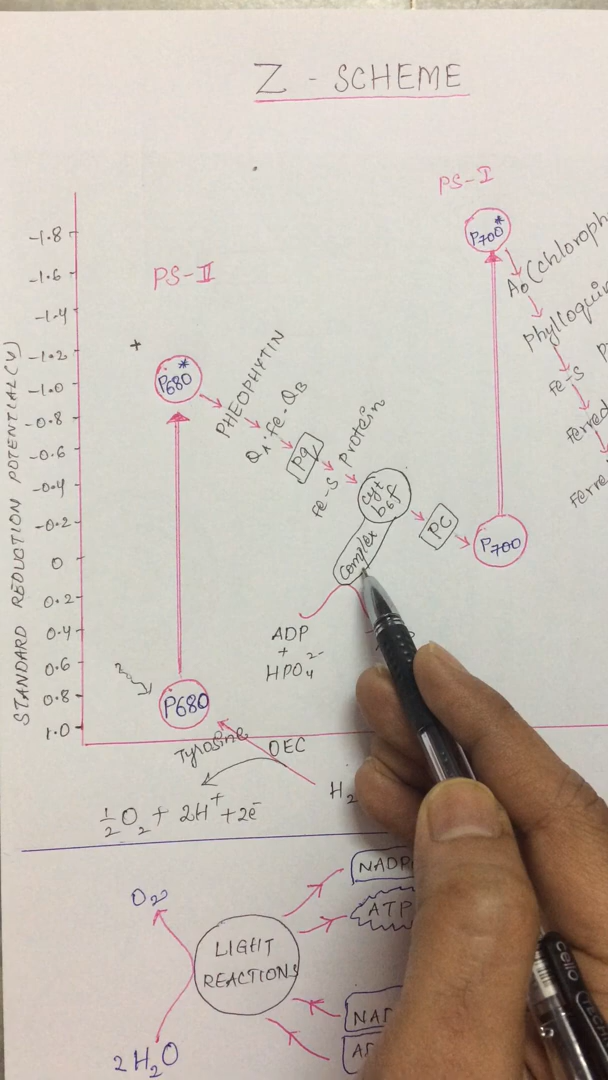 Z - SCHEME
PS-I
P700*
A0 (chloroph
Phylloquin
Fe-S
Ferred
Ferre
PS-II
+
P680*
PHEOPHYTIN
QA·Fe-QB
PQ
Fe-S protein
Cyt b6f
complex
PC
P700
STANDARD REDUCTION POTENTIAL (V)
-1.8
-1.6
-1.4
-1.2
-1.0
-0.8
-0.6
-0.4
-0.2
0
0.2
0.4
0.6
0.8
1.0
ADP
+
HPO4 2-
P680
Tyrosine
OEC
H2
1/2 O2 + 2H+ + 2e-
NADP
O2
ATP
LIGHT
REACTIONS
NAD
2H2O
AD
cello